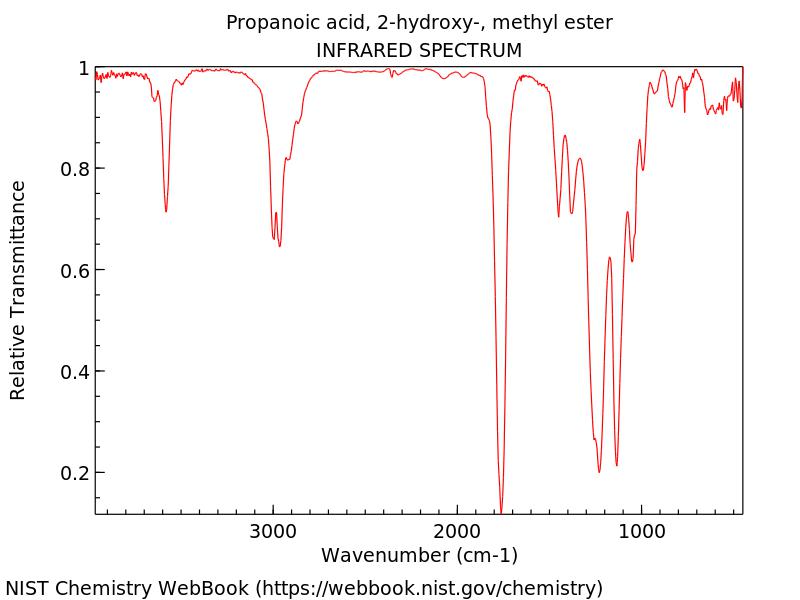 Propanoic acid, 2-hydroxy-, methyl ester
INFRARED SPECTRUM
1
0.8
0.6
0.4
0.2
Relative Transmittance
3000 2000 1000
Wavenumber (cm-1)
NIST Chemistry WebBook (https://webbook.nist.gov/chemistry)